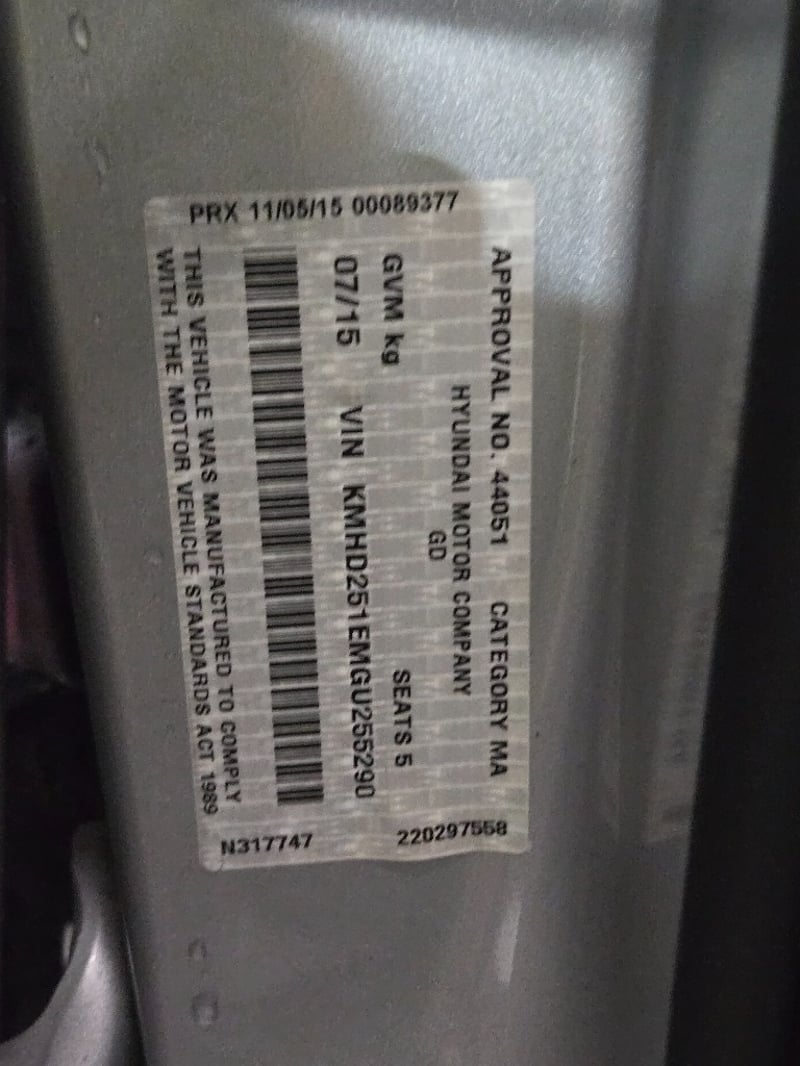 PRX 11/05/15 00089377
APPROVAL NO. 44051 CATEGORY MA
HYUNDAI MOTOR COMPANY
GD
GVM kg SEATS 5
07/15 VIN KMHD251EMGU255290
THIS VEHICLE WAS MANUFACTURED TO COMPLY
WITH THE MOTOR VEHICLE STANDARDS ACT 1989
220297558
N317747